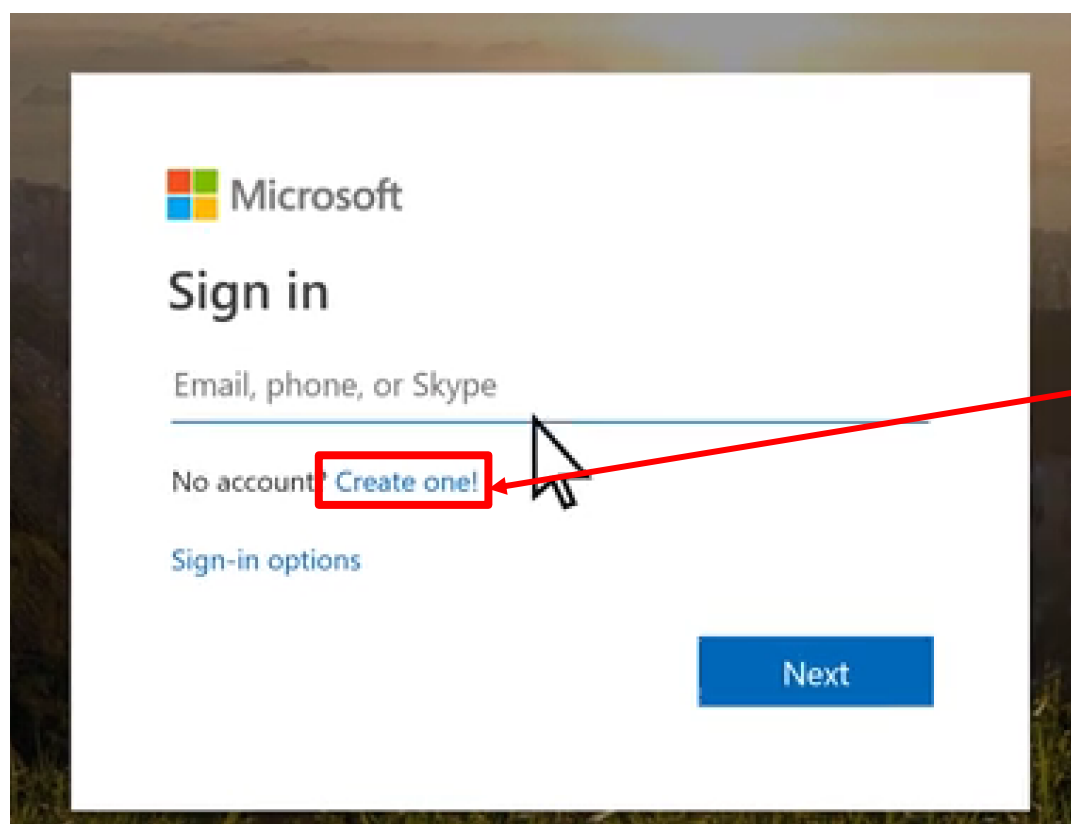 Microsoft
Sign in
Email, phone, or Skype
No account? Create one!
Sign-in options
Next